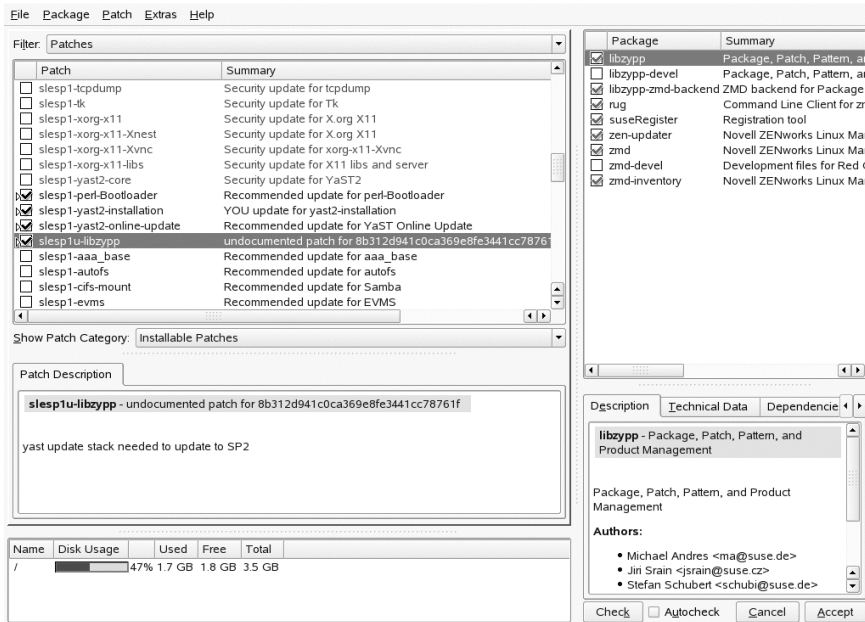 File Package Patch Extras Help
Filter: Patches
Patch Summary
slesp1-tcpdump Security update for tcpdump
slesp1-tk Security update for Tk
slesp1-xorg-x11 Security update for X.org X11
slesp1-xorg-x11-Xnest Security update for X.org X11
slesp1-xorg-x11-Xvnc Security update for xorg-x11-Xvnc
slesp1-xorg-x11-libs Security update for X11 libs and server
slesp1-yast2-core Security update for YaST2
slesp1-perl-Bootloader Recommended update for perl-Bootloader
slesp1-yast2-installation YOU update for yast2-installation
slesp1-yast2-online-update Recommended update for YaST Online Update
slesp1u-libzypp undocumented patch for 8b312d941c0ca369e8fe3441cc78761
slesp1-aaa_base Recommended update for aaa_base
slesp1-autofs Recommended update for autofs
slesp1-cifs-mount Recommended update for Samba
slesp1-evms Recommended update for EVMS
Show Patch Category: Installable Patches
Patch Description
slesp1u-libzypp - undocumented patch for 8b312d941c0ca369e8fe3441cc78761f
yast update stack needed to update to SP2
Name Disk Usage Used Free Total
/ 47% 1.7 GB 1.8 GB 3.5 GB
Package Summary
libzypp Package, Patch, Pattern, a
libzypp-devel Package, Patch, Pattern, a
libzypp-zmd-backend ZMD backend for Package
rug Command Line Client for z
suseRegister Registration tool
zen-updater Novell ZENworks Linux Ma
zmd Novell ZENworks Linux Ma
zmd-devel Development files for Red
zmd-inventory Novell ZENworks Linux Ma
Description Technical Data Dependencie
libzypp - Package, Patch, Pattern, and
Product Management
Package, Patch, Pattern, and Product
Management
Authors:
• Michael Andres <ma@suse.de>
• Jiri Srain <jsrain@suse.cz>
• Stefan Schubert <schubi@suse.de>
Check Autocheck Cancel Accept